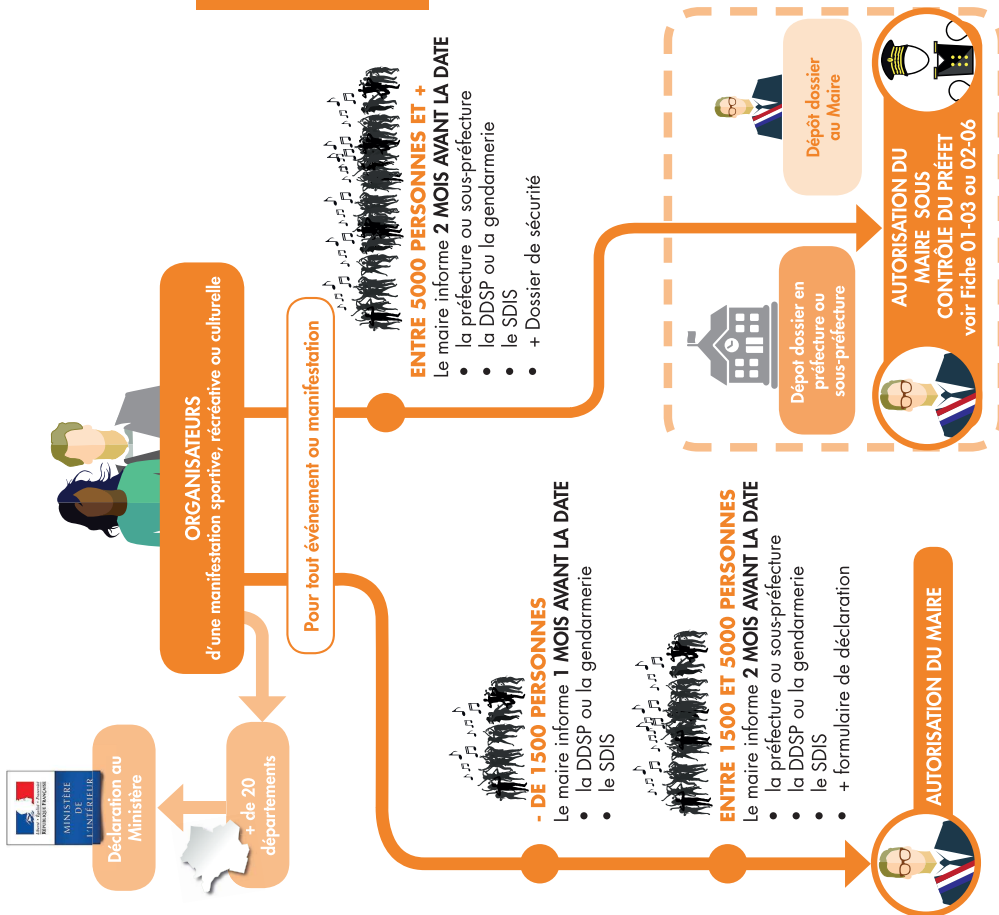 ORGANISATEURS
d'une manifestation sportive, récréative ou culturelle
Pour tout événement ou manifestation
+ de 20
départements
Déclaration au
Ministère
Liberté • Égalité • Fraternité
RÉPUBLIQUE FRANÇAISE
MINISTÈRE
DE
L'INTÉRIEUR
- DE 1500 PERSONNES
Le maire informe 1 MOIS AVANT LA DATE
• la DDSP ou la gendarmerie
• le SDIS
ENTRE 1500 ET 5000 PERSONNES
Le maire informe 2 MOIS AVANT LA DATE
• la préfecture ou sous-préfecture
• la DDSP ou la gendarmerie
• le SDIS
• + formulaire de déclaration
AUTORISATION DU MAIRE
ENTRE 5000 PERSONNES ET +
Le maire informe 2 MOIS AVANT LA DATE
• la préfecture ou sous-préfecture
• la DDSP ou la gendarmerie
• le SDIS
• + Dossier de sécurité
Dépot dossier en
préfecture ou
sous-préfecture
Dépôt dossier
au Maire
AUTORISATION DU
MAIRE SOUS
CONTRÔLE DU PRÉFET
voir Fiche 01-03 ou 02-06